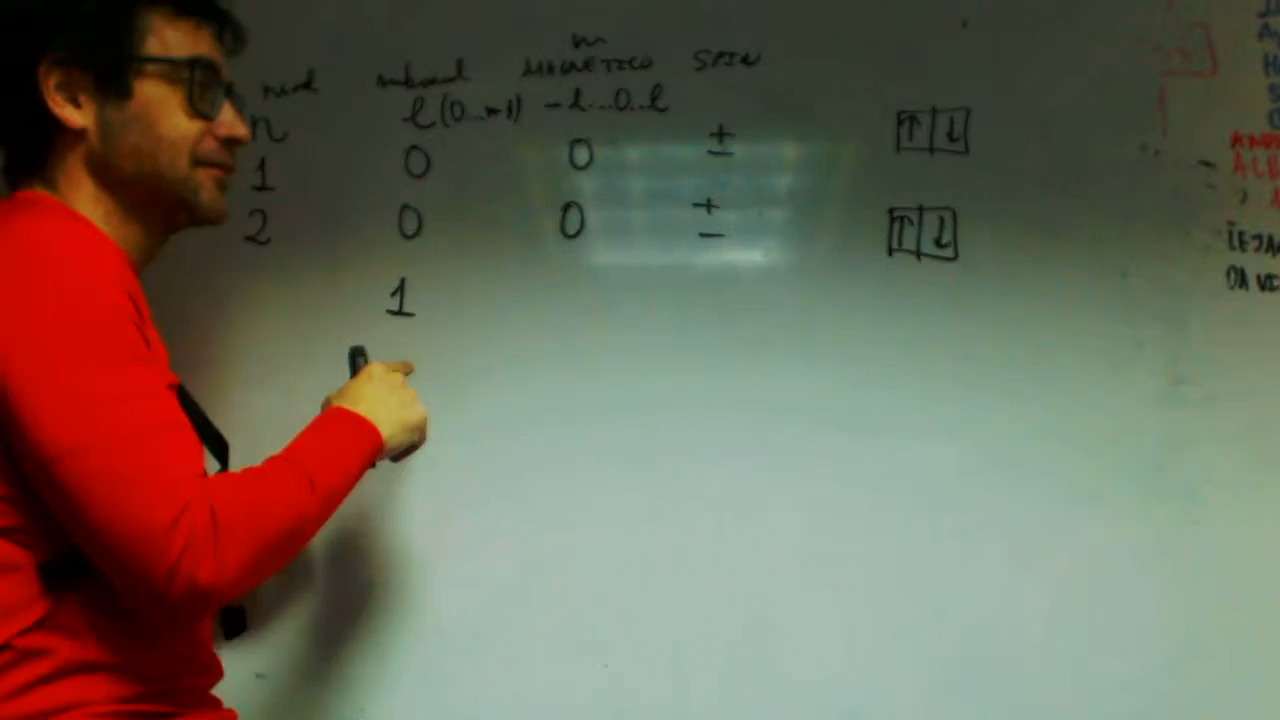 m
nivel subnivel MAGNETICO SPIN
n l (0...n-1) -l...0..l
1 0 0 ± ↑ ↓
2 0 0 + - ↑ ↓
1